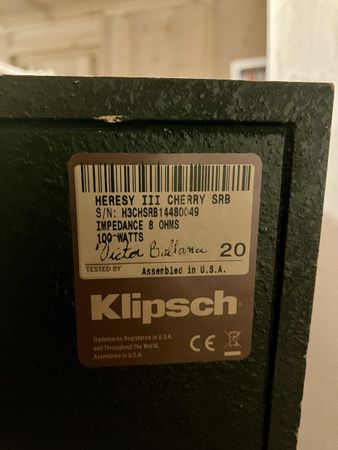 HERESY III CHERRY SRB
S/N: H3CHSRB14480049
IMPEDANCE 8 OHMS
100 WATTS
Victor
20
TESTED BY
Assembled in U.S.A.
Klipsch
Trademarks Registered in U.S.A.
and Throughout the World.
Assembled in U.S.A.
CE